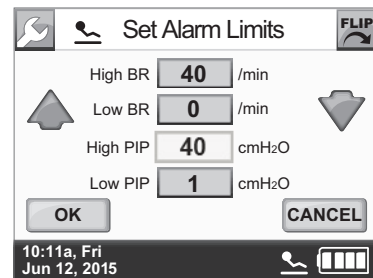 Set Alarm Limits
FLIP
High BR 40 /min
Low BR 0 /min
High PIP 40 cmH2O
Low PIP 1 cmH2O
OK CANCEL
10:11a, Fri
Jun 12, 2015